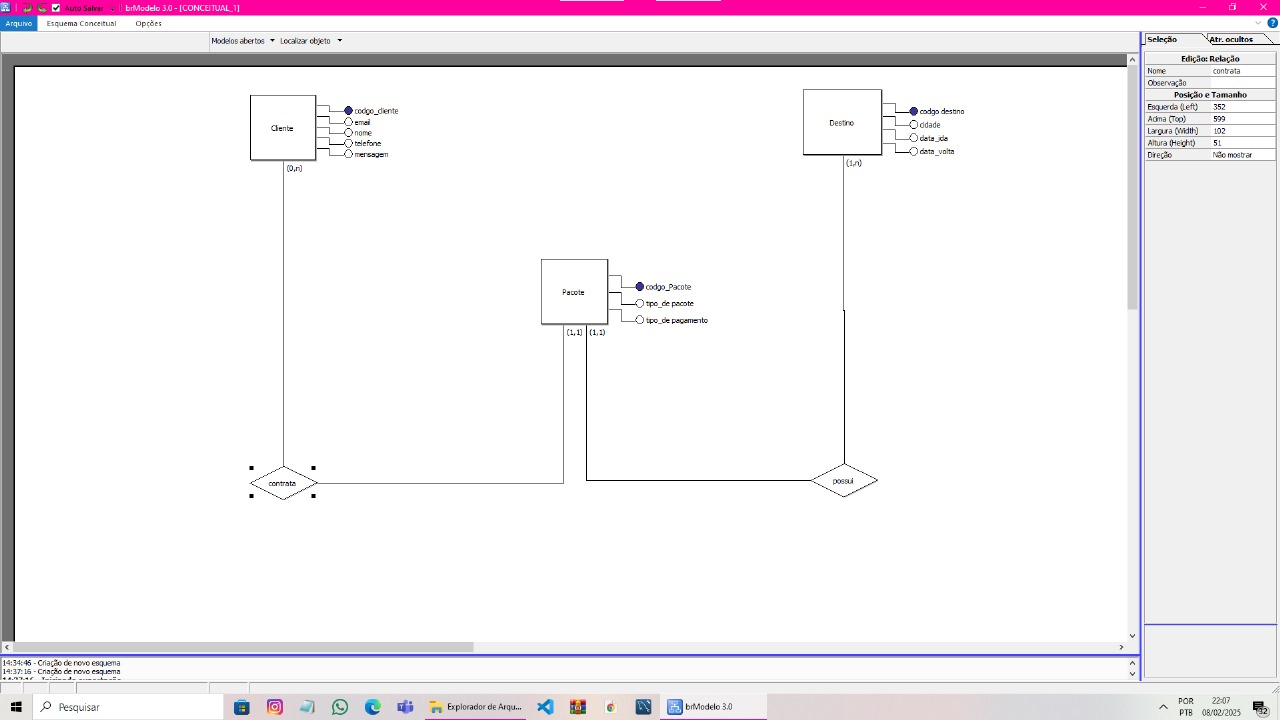 Auto Salvar
brModelo 3.0 - [CONCEITUAL_1]
Arquivo Esquema Conceitual Opções
Modelos abertos Localizar objeto
Seleção Atr. ocultos
Edição: Relação
Nome contrata
Observação
Posição e Tamanho
Esquerda (Left) 352
Acima (Top) 599
Largura (Width) 102
Altura (Height) 51
Direção Não mostrar
Cliente
codgo_cliente
email
nome
telefone
mensagem
(0,n)
Destino
codgo destino
cidade
data_ida
data_volta
(1,n)
Pacote
codgo_Pacote
tipo_de pacote
tipo_de pagamento
(1,1) (1,1)
contrata
possui
14:34:46 - Criação de novo esquema
14:37:16 - Criação de novo esquema
Pesquisar
Explorador de Arqu...
brModelo 3.0
POR
PTB
22:07
08/02/2025